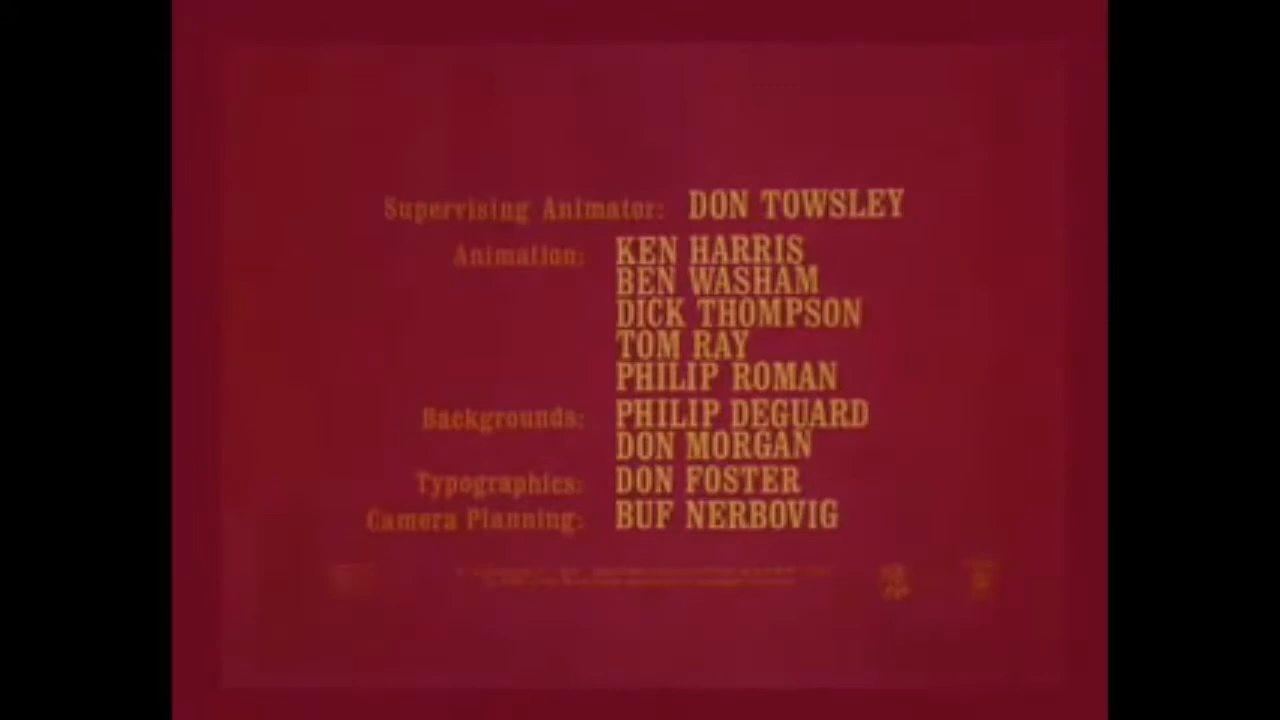 Supervising Animator: DON TOWSLEY
Animation: KEN HARRIS
BEN WASHAM
DICK THOMPSON
TOM RAY
PHILIP ROMAN
Backgrounds: PHILIP DEGUARD
DON MORGAN
Typographics: DON FOSTER
Camera Planning: BUF NERBOVIG